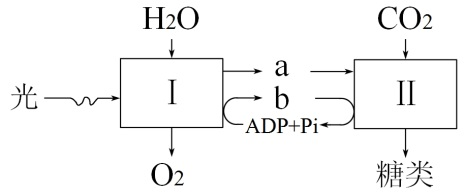 H2O CO2
光 I a II
b
ADP+Pi
O2 糖类